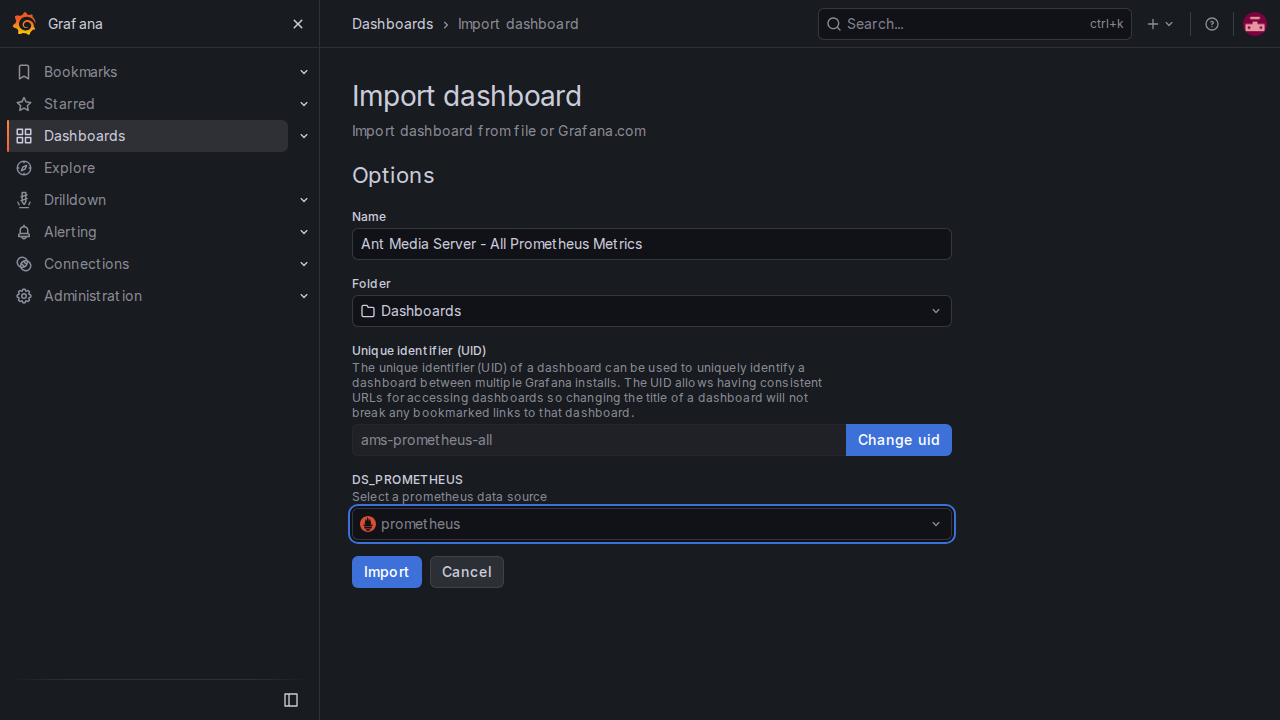 Grafana
Dashboards
Import dashboard
Search...
ctrl+k
Bookmarks
Starred
Dashboards
Explore
Drilldown
Alerting
Connections
Administration
Import dashboard
Import dashboard from file or Grafana.com
Options
Name
Ant Media Server - All Prometheus Metrics
Folder
Dashboards
Unique identifier (UID)
The unique identifier (UID) of a dashboard can be used to uniquely identify a
dashboard between multiple Grafana installs. The UID allows having consistent
URLs for accessing dashboards so changing the title of a dashboard will not
break any bookmarked links to that dashboard.
ams-prometheus-all
Change uid
DS_PROMETHEUS
Select a prometheus data source
prometheus
Import
Cancel